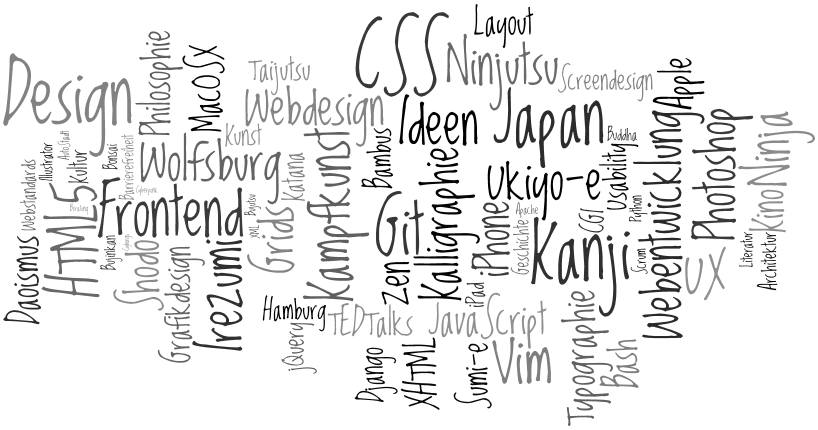 Layout
CSS
Ninjutsu
Screendesign
Design
Philosophie
MacOSX
Taijutsu
Webdesign
Kunst
Ideen
Japan
Buddha
Apple
Webentwicklung
Photoshop
Kino
Ninja
Webstandards
Illustrator
Kultur
Bonsai
Barrierefreiheit
Wolfsburg
Katana
Kampfkunst
Bambus
Kalligraphie
Ukiyo-e
Usability
Python
HTML5
Frontend
XML
Grids
Git
iPhone
Apache
Geschichte
CGI
Kanji
Scrum
UX
Literatur
Architektur
Daoismus
Bujinkan
Shodo
Grafikdesign
Irezumi
Zen
iPad
Hamburg
TEDTalks
JavaScript
jQuery
Django
XHTML
Sumi-e
Vim
Typographie
Bash